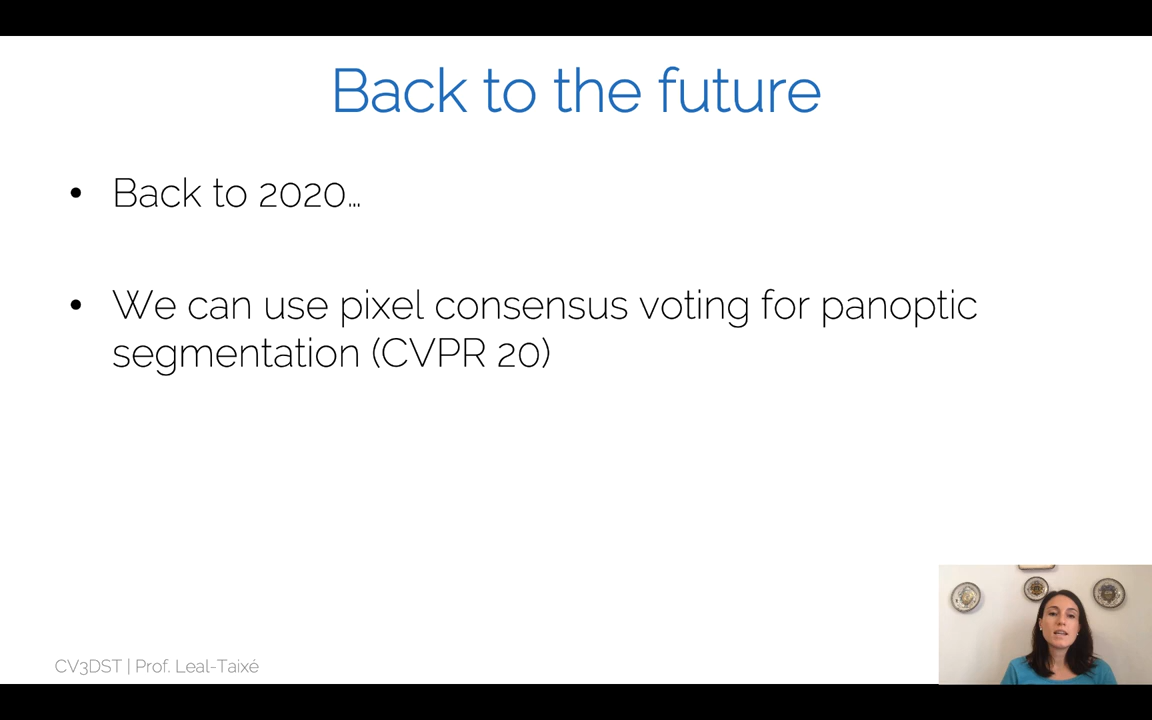 Back to the future
• Back to 2020…
• We can use pixel consensus voting for panoptic
segmentation (CVPR 20)
CV3DST | Prof. Leal-Taixé